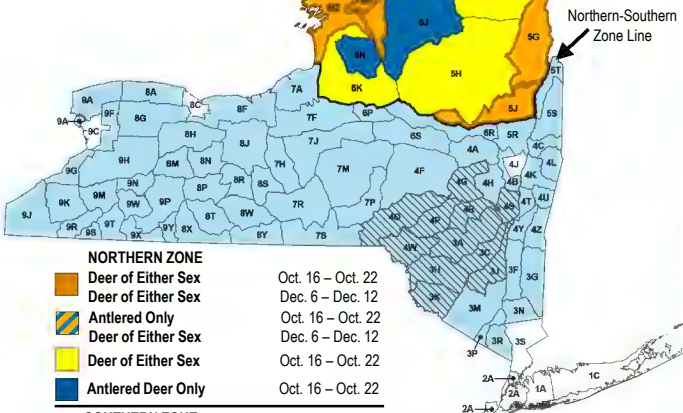 6J
5G
Northern-Southern
Zone Line
6N
5H
5T
6K
7A
5J
8A
8A
8C
8F
6P
5S
9A
9F
8G
7F
9C
8H
7J
6S
6R
5R
8J
4A
4C
9H
8M
8N
7H
7M
4F
4J
4L
9G
8R
8S
4G
4H
4B
4K
9N
8P
9M
9K
9W
9P
7R
7P
4T
4U
9J
8T
8W
4O
4P
9R
9S
9T
9X
9Y
8X
8Y
7S
4W
3A
3C
4Y
4Z
NORTHERN ZONE
3H
3J
3F
3G
Deer of Either Sex Oct. 16 – Oct. 22
Deer of Either Sex Dec. 6 – Dec. 12
3K
Antlered Only Oct. 16 – Oct. 22
Deer of Either Sex Dec. 6 – Dec. 12
3M
3N
3R
3S
3P
Deer of Either Sex Oct. 16 – Oct. 22
2A
1C
1A
2A
Antlered Deer Only Oct. 16 – Oct. 22
2A